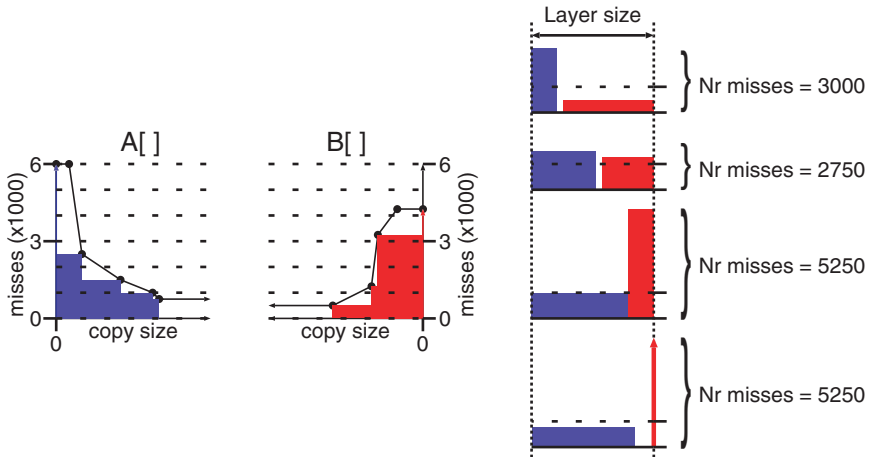 Layer size
Nr misses = 3000
A[ ]
B[ ]
6
6
Nr misses = 2750
misses (x1000)
3
3
misses (x1000)
Nr misses = 5250
0
copy size
copy size
0
0
0
Nr misses = 5250